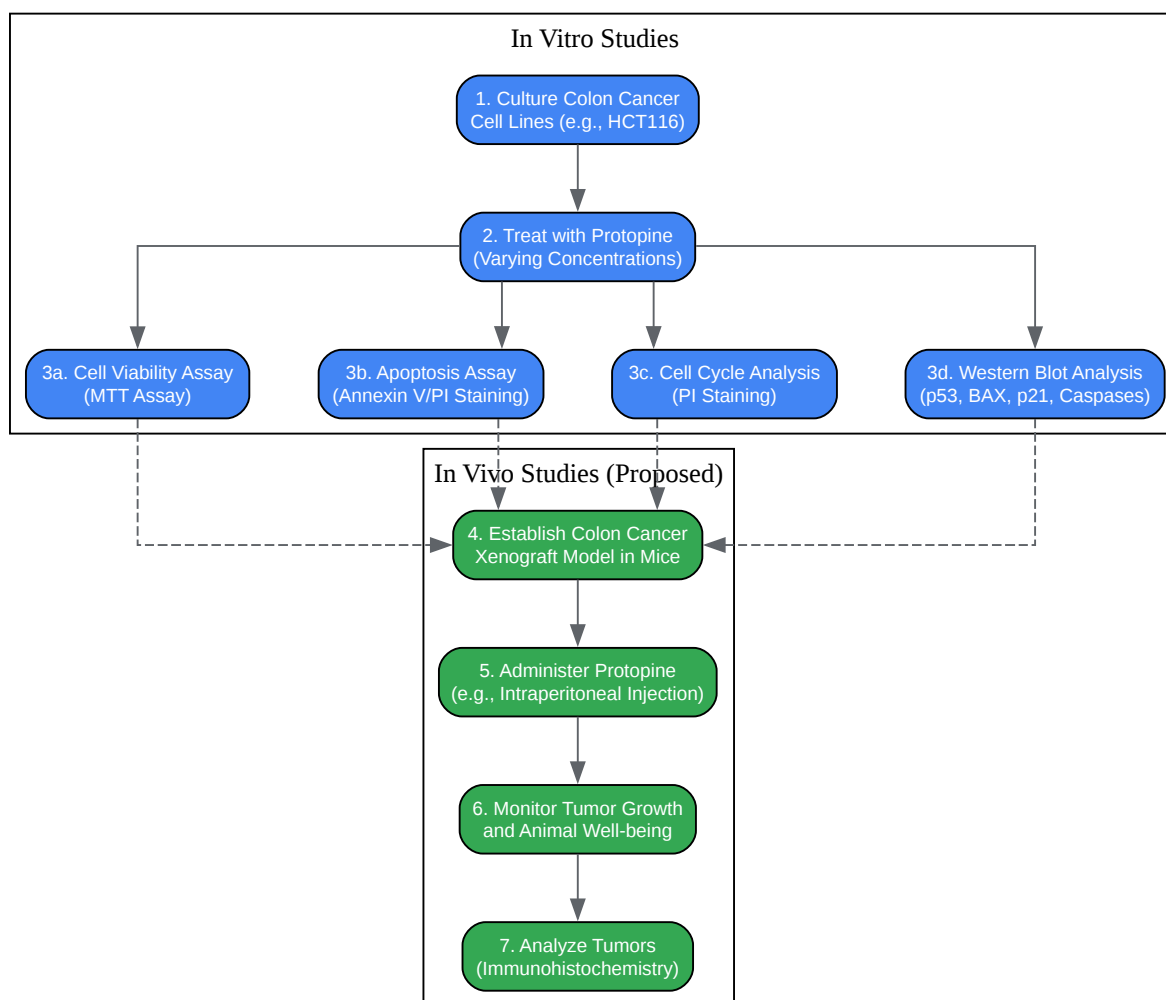 In Vitro Studies
1. Culture Colon Cancer
Cell Lines (e.g., HCT116)
2. Treat with Protopine
(Varying Concentrations)
3a. Cell Viability Assay
(MTT Assay)
3b. Apoptosis Assay
(Annexin V/PI Staining)
3c. Cell Cycle Analysis
(PI Staining)
3d. Western Blot Analysis
(p53, BAX, p21, Caspases)
In Vivo Studies (Proposed)
4. Establish Colon Cancer
Xenograft Model in Mice
5. Administer Protopine
(e.g., Intraperitoneal Injection)
6. Monitor Tumor Growth
and Animal Well-being
7. Analyze Tumors
(Immunohistochemistry)